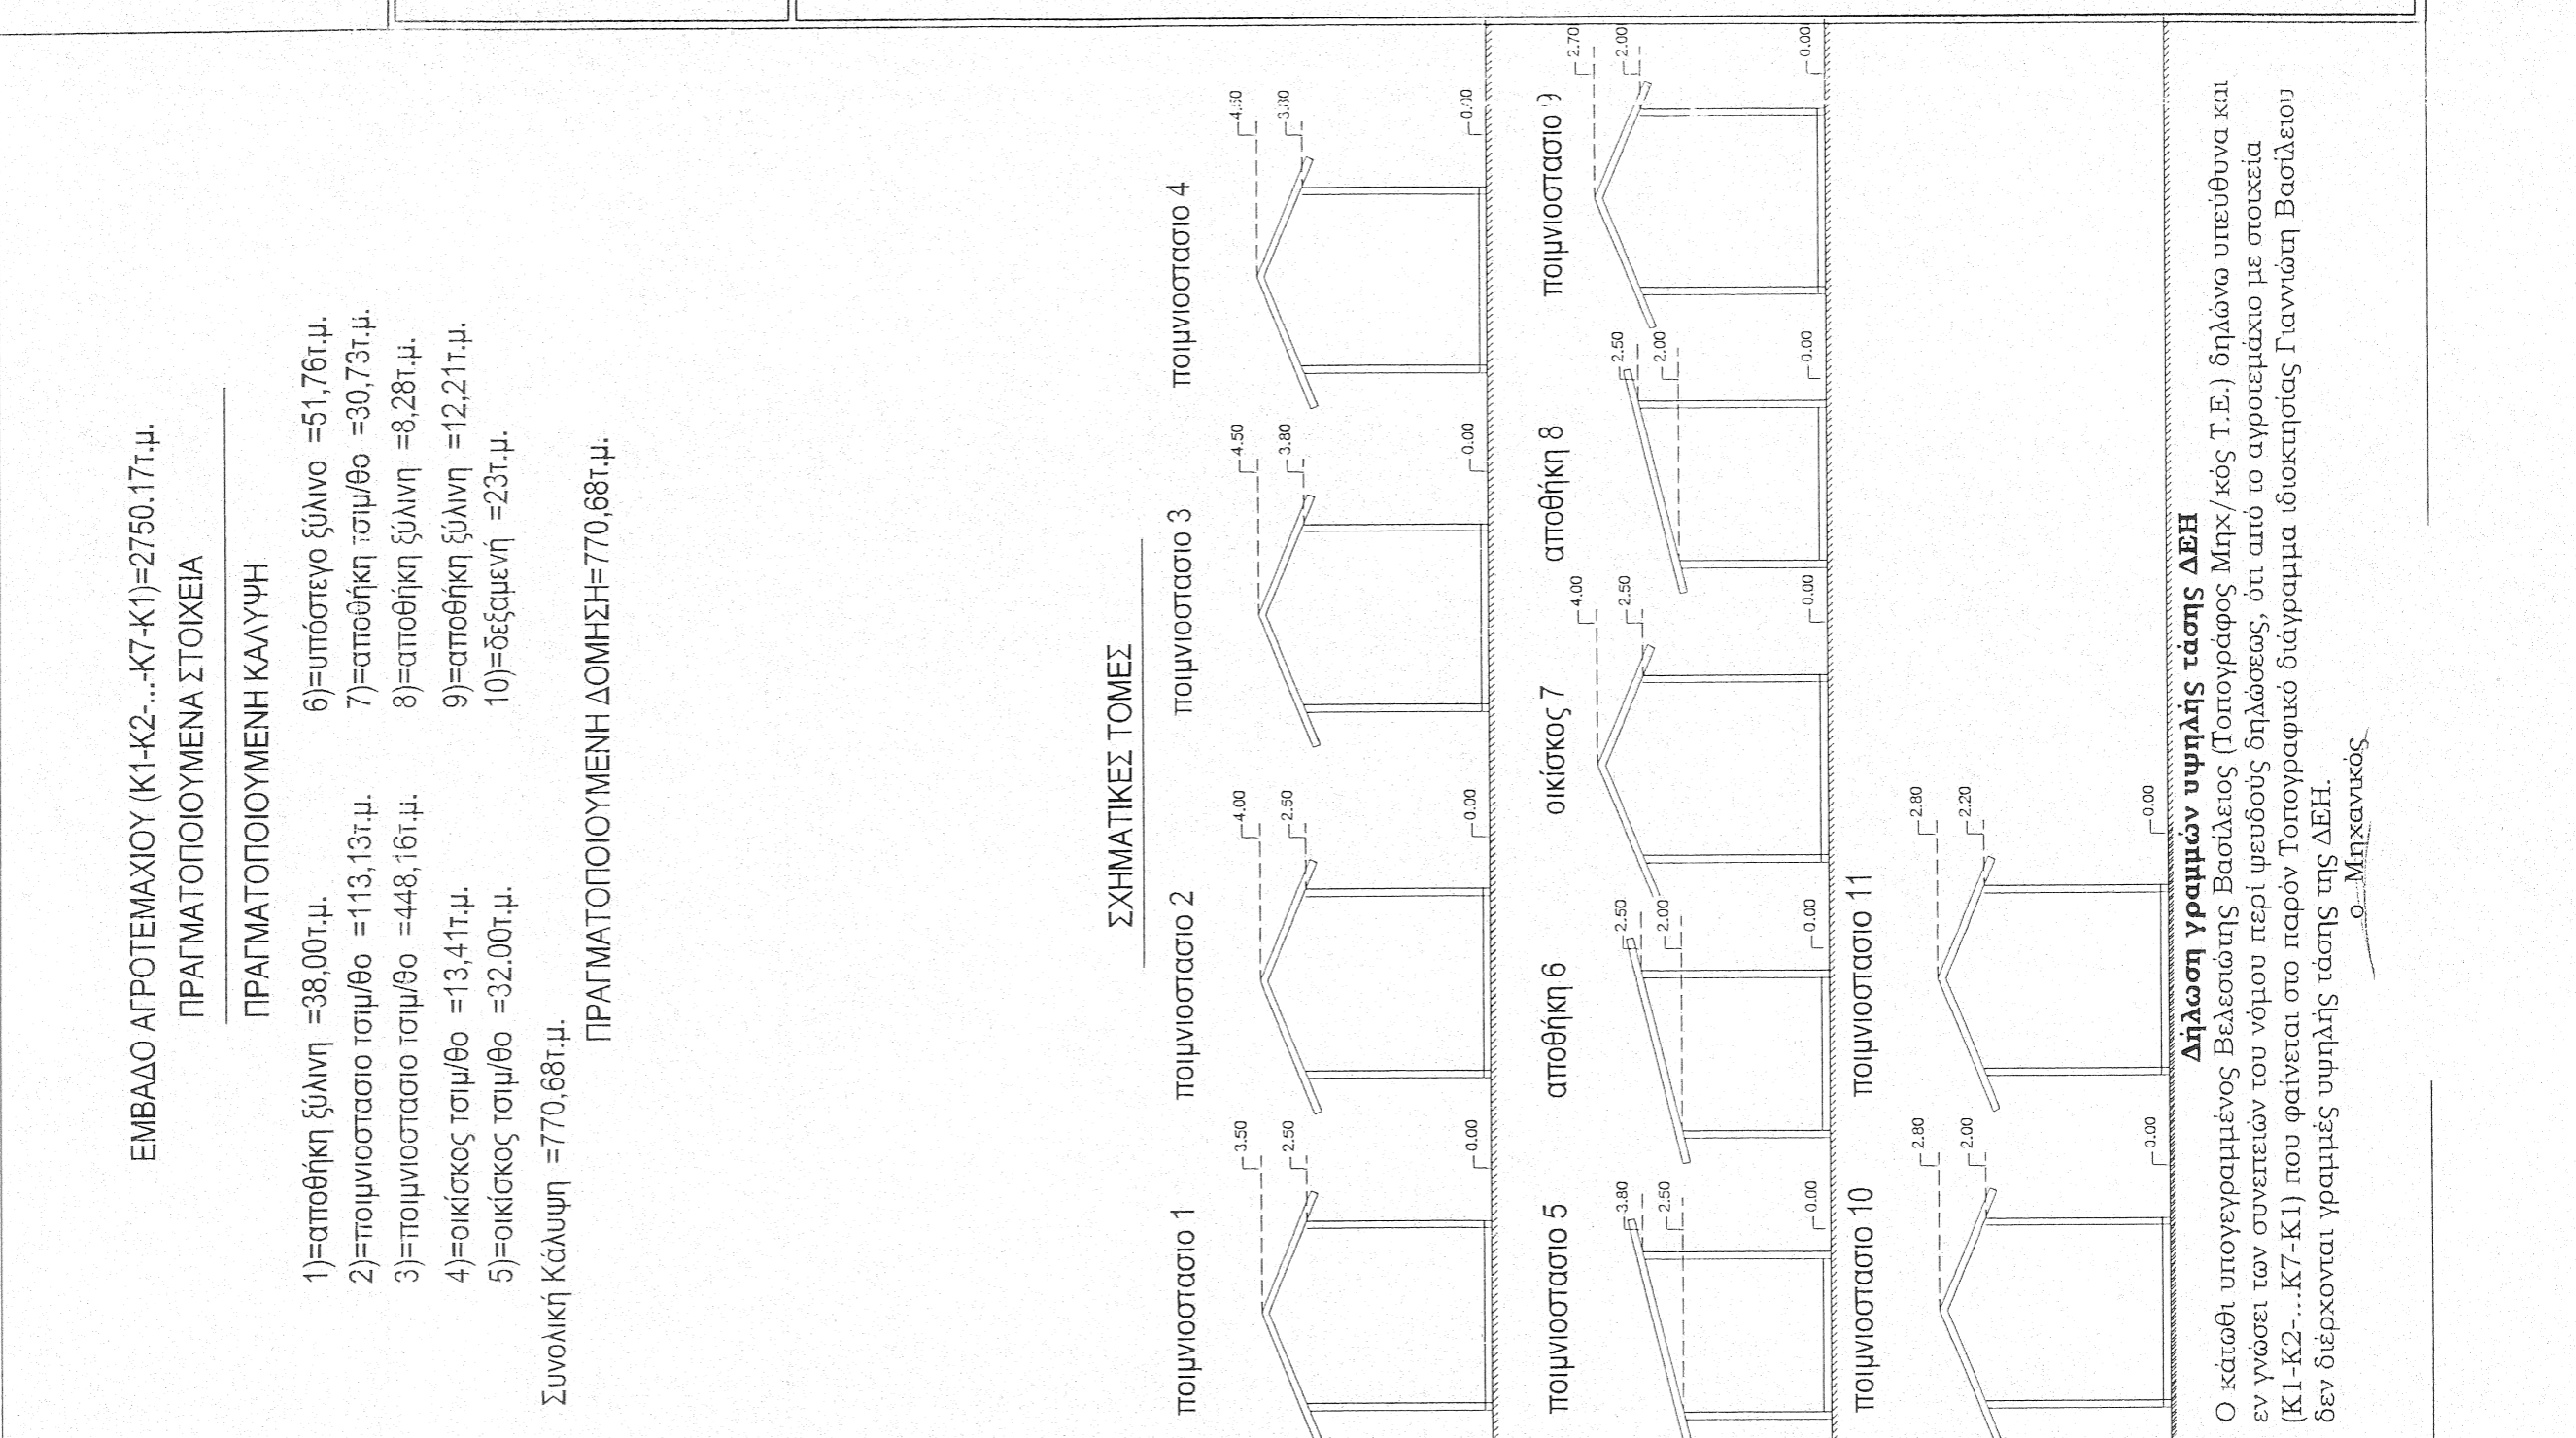 ΕΜΒΑΔΟ ΑΓΡΟΤΕΜΑΧΙΟΥ (Κ1-Κ2-...-Κ7-Κ1)=2750.17τ.μ.
ΠΡΑΓΜΑΤΟΠΟΙΟΥΜΕΝΑ ΣΤΟΙΧΕΙΑ
ΠΡΑΓΜΑΤΟΠΟΙΟΥΜΕΝΗ ΚΑΛΥΨΗ
1)=αποθήκη ξύλινη =38,00τ.μ.
2)=ποιμνιοστασιο τσιμ/θο =113,13τ.μ.
3)=ποιμνιοστασιο τσιμ/θο =448,16τ.μ.
4)=οικίσκος τσιμ/θο =13,41τ.μ.
5)=οικίσκος τσιμ/θο =32.00τ.μ.
6)=υπόστεγο ξύλινο =51,76τ.μ.
7)=αποθήκη τσιμ/θο =30,73τ.μ.
8)=αποθήκη ξύλινη =8,28τ.μ.
9)=αποθήκη ξύλινη =12,21τ.μ.
10)=δεξαμενή =23τ.μ.
Συνολική Κάλυψη =770,68τ.μ.
ΠΡΑΓΜΑΤΟΠΟΙΟΥΜΕΝΗ ΔΟΜΗΣΗ=770,68τ.μ.
ΣΧΗΜΑΤΙΚΕΣ ΤΟΜΕΣ
ποιμνιοστασιο 1
3.50
2.50
0.00
ποιμνιοστασιο 2
4.00
2.50
0.00
ποιμνιοστασιο 3
4.50
3.80
0.00
ποιμνιοστασιο 4
4.50
3.80
0.00
ποιμνιοστασιο 5
3.80
2.50
0.00
αποθήκη 6
2.50
2.00
0.00
οικίσκος 7
4.00
2.50
0.00
αποθήκη 8
2.50
2.00
0.00
ποιμνιοστασιο 9
2.70
2.00
0.00
ποιμνιοστασιο 10
2.80
2.00
0.00
ποιμνιοστασιο 11
2.80
2.20
0.00
Δήλωση γραμμών υψηλής τάσης ΔΕΗ
Ο κάτωθι υπογεγραμμένος Βελεσιώτης Βασίλειος (Τοπογράφος Μηχ/κός Τ.Ε.) δηλώνω υπεύθυνα και
εν γνώσει των συνεπειών του νόμου περί ψευδούς δηλώσεως, ότι από το αγροτεμάχιο με στοιχεία
(Κ1-Κ2-...Κ7-Κ1) που φαίνεται στο παρόν Τοπογραφικό διάγραμμα ιδιοκτησίας Γιαννιώτη Βασίλειου
δεν διέρχονται γραμμές υψηλής τάσης της ΔΕΗ.
ο Μηχανικός